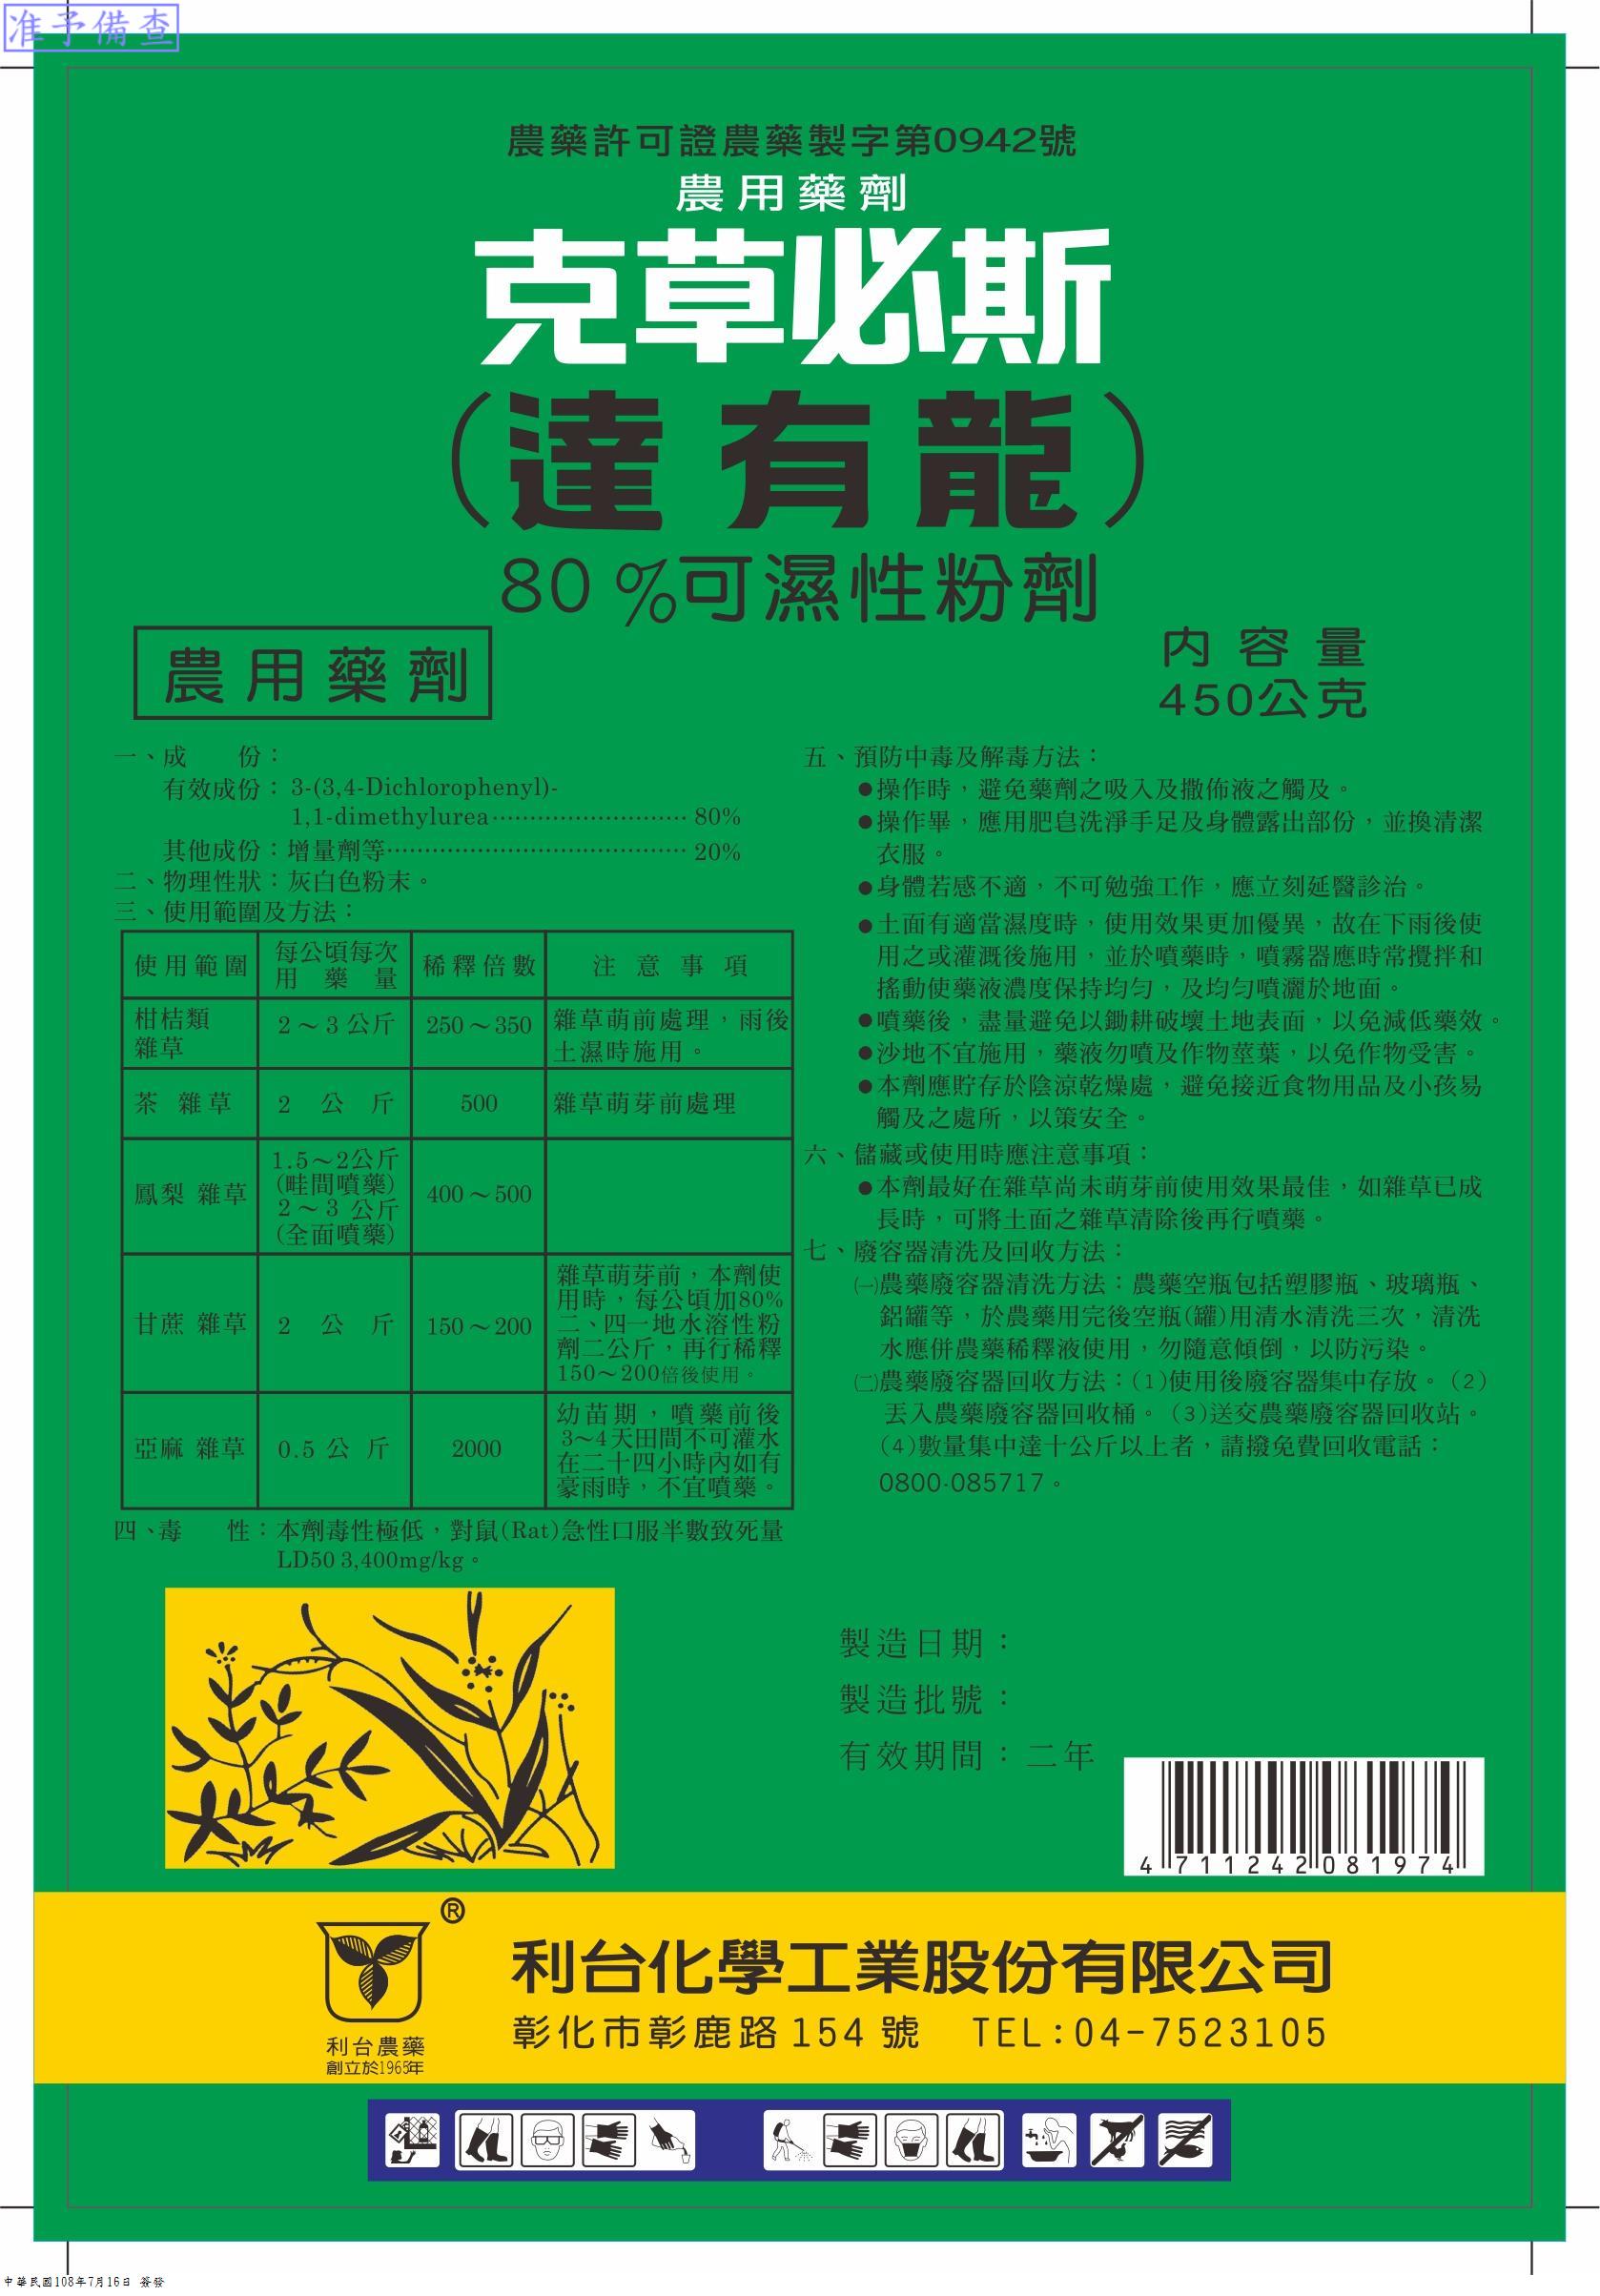 准予備查
農藥許可證農藥製字第0942號
農用藥劑
克草必斯
（達有龍）
80%可濕性粉劑
農用藥劑
內容量
450公克
一、成　　份：
有效成份：3-(3,4-Dichlorophenyl)-
1,1-dimethylurea………………………80%
其他成份：增量劑等…………………………………20%
二、物理性狀：灰白色粉末。
三、使用範圍及方法：
使用範圍　每公頃每次用藥量　稀釋倍數　注意事項
柑桔類　2～3公斤　250～350　雜草萌前處理，雨後
雜草　土濕時施用。
茶 雜草　2 公 斤　500　雜草萌芽前處理
鳳梨 雜草　1.5～2公斤　400～500
(畦間噴藥)
2～3 公斤
(全面噴藥)
甘蔗 雜草　2 公 斤　150～200　雜草萌芽前，本劑使
用時，每公頃加80%
二、四一地水溶性粉
劑二公斤，再行稀釋
150～200倍後使用。
亞麻 雜草　0.5 公 斤　2000　幼苗期，噴藥前後
3～4天田間不可灌水
在二十四小時內如有
豪雨時，不宜噴藥。
四、毒　　性：本劑毒性極低，對鼠(Rat)急性口服半數致死量
LD50 3,400mg/kg。
五、預防中毒及解毒方法：
●操作時，避免藥劑之吸入及撒佈液之觸及。
●操作畢，應用肥皂洗淨手足及身體露出部份，並換清潔
衣服。
●身體若感不適，不可勉強工作，應立刻延醫診治。
●土面有適當濕度時，使用效果更加優異，故在下雨後使
用之或灌溉後施用，並於噴藥時，噴霧器應時常攪拌和
搖動使藥液濃度保持均勻，及均勻噴灑於地面。
●噴藥後，盡量避免以鋤耕破壞土地表面，以免減低藥效。
●沙地不宜施用，藥液勿噴及作物莖葉，以免作物受害。
●本劑應貯存於陰涼乾燥處，避免接近食物用品及小孩易
觸及之處所，以策安全。
六、儲藏或使用時應注意事項：
●本劑最好在雜草尚未萌芽前使用效果最佳，如雜草已成
長時，可將土面之雜草清除後再行噴藥。
七、廢容器清洗及回收方法：
㈠農藥廢容器清洗方法：農藥空瓶包括塑膠瓶、玻璃瓶、
鋁罐等，於農藥用完後空瓶(罐)用清水清洗三次，清洗
水應併農藥稀釋液使用，勿隨意傾倒，以防污染。
㈡農藥廢容器回收方法：(1)使用後廢容器集中存放。(2)
丟入農藥廢容器回收桶。(3)送交農藥廢容器回收站。
(4)數量集中達十公斤以上者，請撥免費回收電話：
0800-085717。
製造日期：
製造批號：
有效期間：二年
4 711242 081974
®
利台農藥
創立於1965年
利台化學工業股份有限公司
彰化市彰鹿路154號　TEL:04-7523105
中華民國108年7月16日 簽發